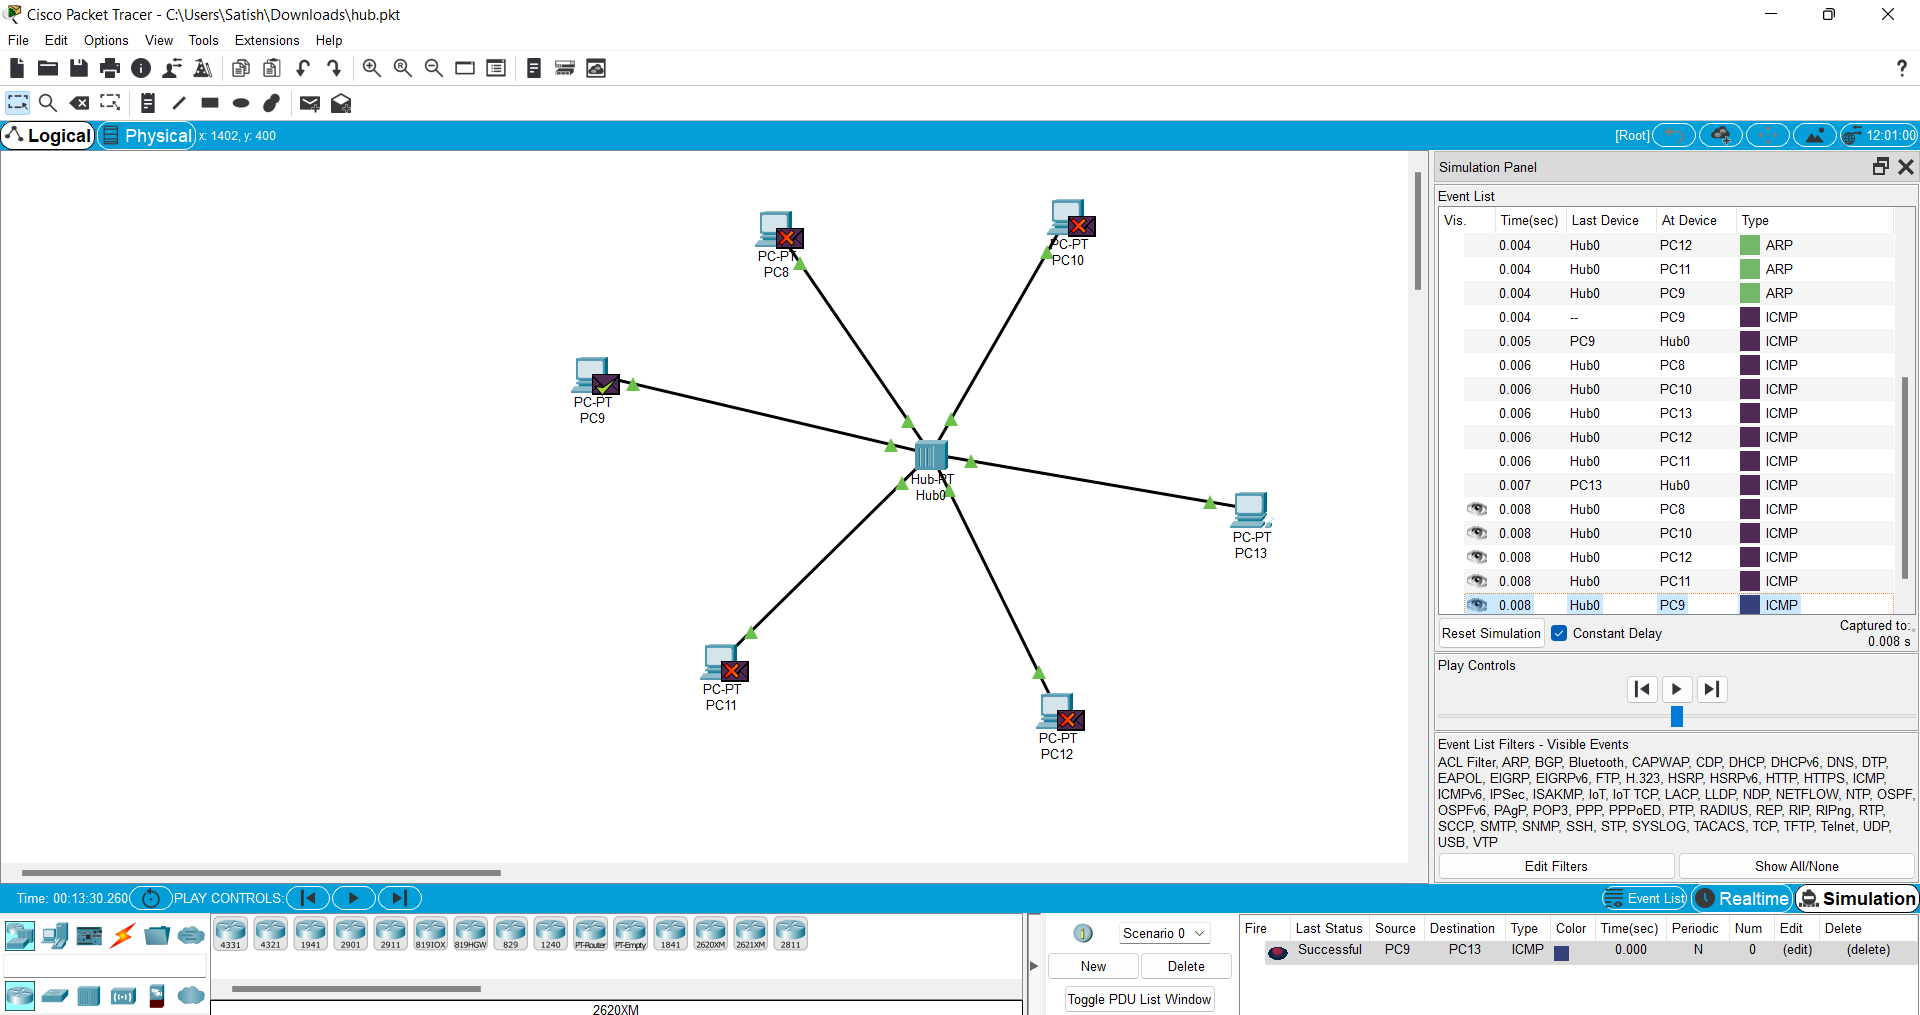 Cisco Packet Tracer - C:\Users\Satish\Downloads\hub.pkt
File Edit Options View Tools Extensions Help
?
Logical Physical x: 1402, y: 400 [Root] 12:01:00
PC-PT
PC8
PC-PT
PC10
PC-PT
PC9
Hub-PT
Hub0
PC-PT
PC13
PC-PT
PC11
PC-PT
PC12
Simulation Panel
Event List
Vis. Time(sec) Last Device At Device Type
0.004 Hub0 PC12 ARP
0.004 Hub0 PC11 ARP
0.004 Hub0 PC9 ARP
0.004 -- PC9 ICMP
0.005 PC9 Hub0 ICMP
0.006 Hub0 PC8 ICMP
0.006 Hub0 PC10 ICMP
0.006 Hub0 PC13 ICMP
0.006 Hub0 PC12 ICMP
0.006 Hub0 PC11 ICMP
0.007 PC13 Hub0 ICMP
0.008 Hub0 PC8 ICMP
0.008 Hub0 PC10 ICMP
0.008 Hub0 PC12 ICMP
0.008 Hub0 PC11 ICMP
0.008 Hub0 PC9 ICMP
Reset Simulation Constant Delay Captured to:
0.008 s
Play Controls
Event List Filters - Visible Events
ACL Filter, ARP, BGP, Bluetooth, CAPWAP, CDP, DHCP, DHCPv6, DNS, DTP,
EAPOL, EIGRP, EIGRPv6, FTP, H.323, HSRP, HSRPv6, HTTP, HTTPS, ICMP,
ICMPv6, IPSec, ISAKMP, IoT, IoT TCP, LACP, LLDP, NDP, NETFLOW, NTP, OSPF,
OSPFv6, PAgP, POP3, PPP, PPPoED, PTP, RADIUS, REP, RIP, RIPng, RTP,
SCCP, SMTP, SNMP, SSH, STP, SYSLOG, TACACS, TCP, TFTP, Telnet, UDP,
USB, VTP
Edit Filters Show All/None
Time: 00:13:30.260 PLAY CONTROLS: Event List Realtime Simulation
4331 4321 1941 2901 2911 819IOX 819HGW 829 1240 PT-Router PT-Empty 1841 2620XM 2621XM 2811
2620XM
1 Scenario 0
New Delete
Toggle PDU List Window
Fire Last Status Source Destination Type Color Time(sec) Periodic Num Edit Delete
Successful PC9 PC13 ICMP 0.000 N 0 (edit) (delete)